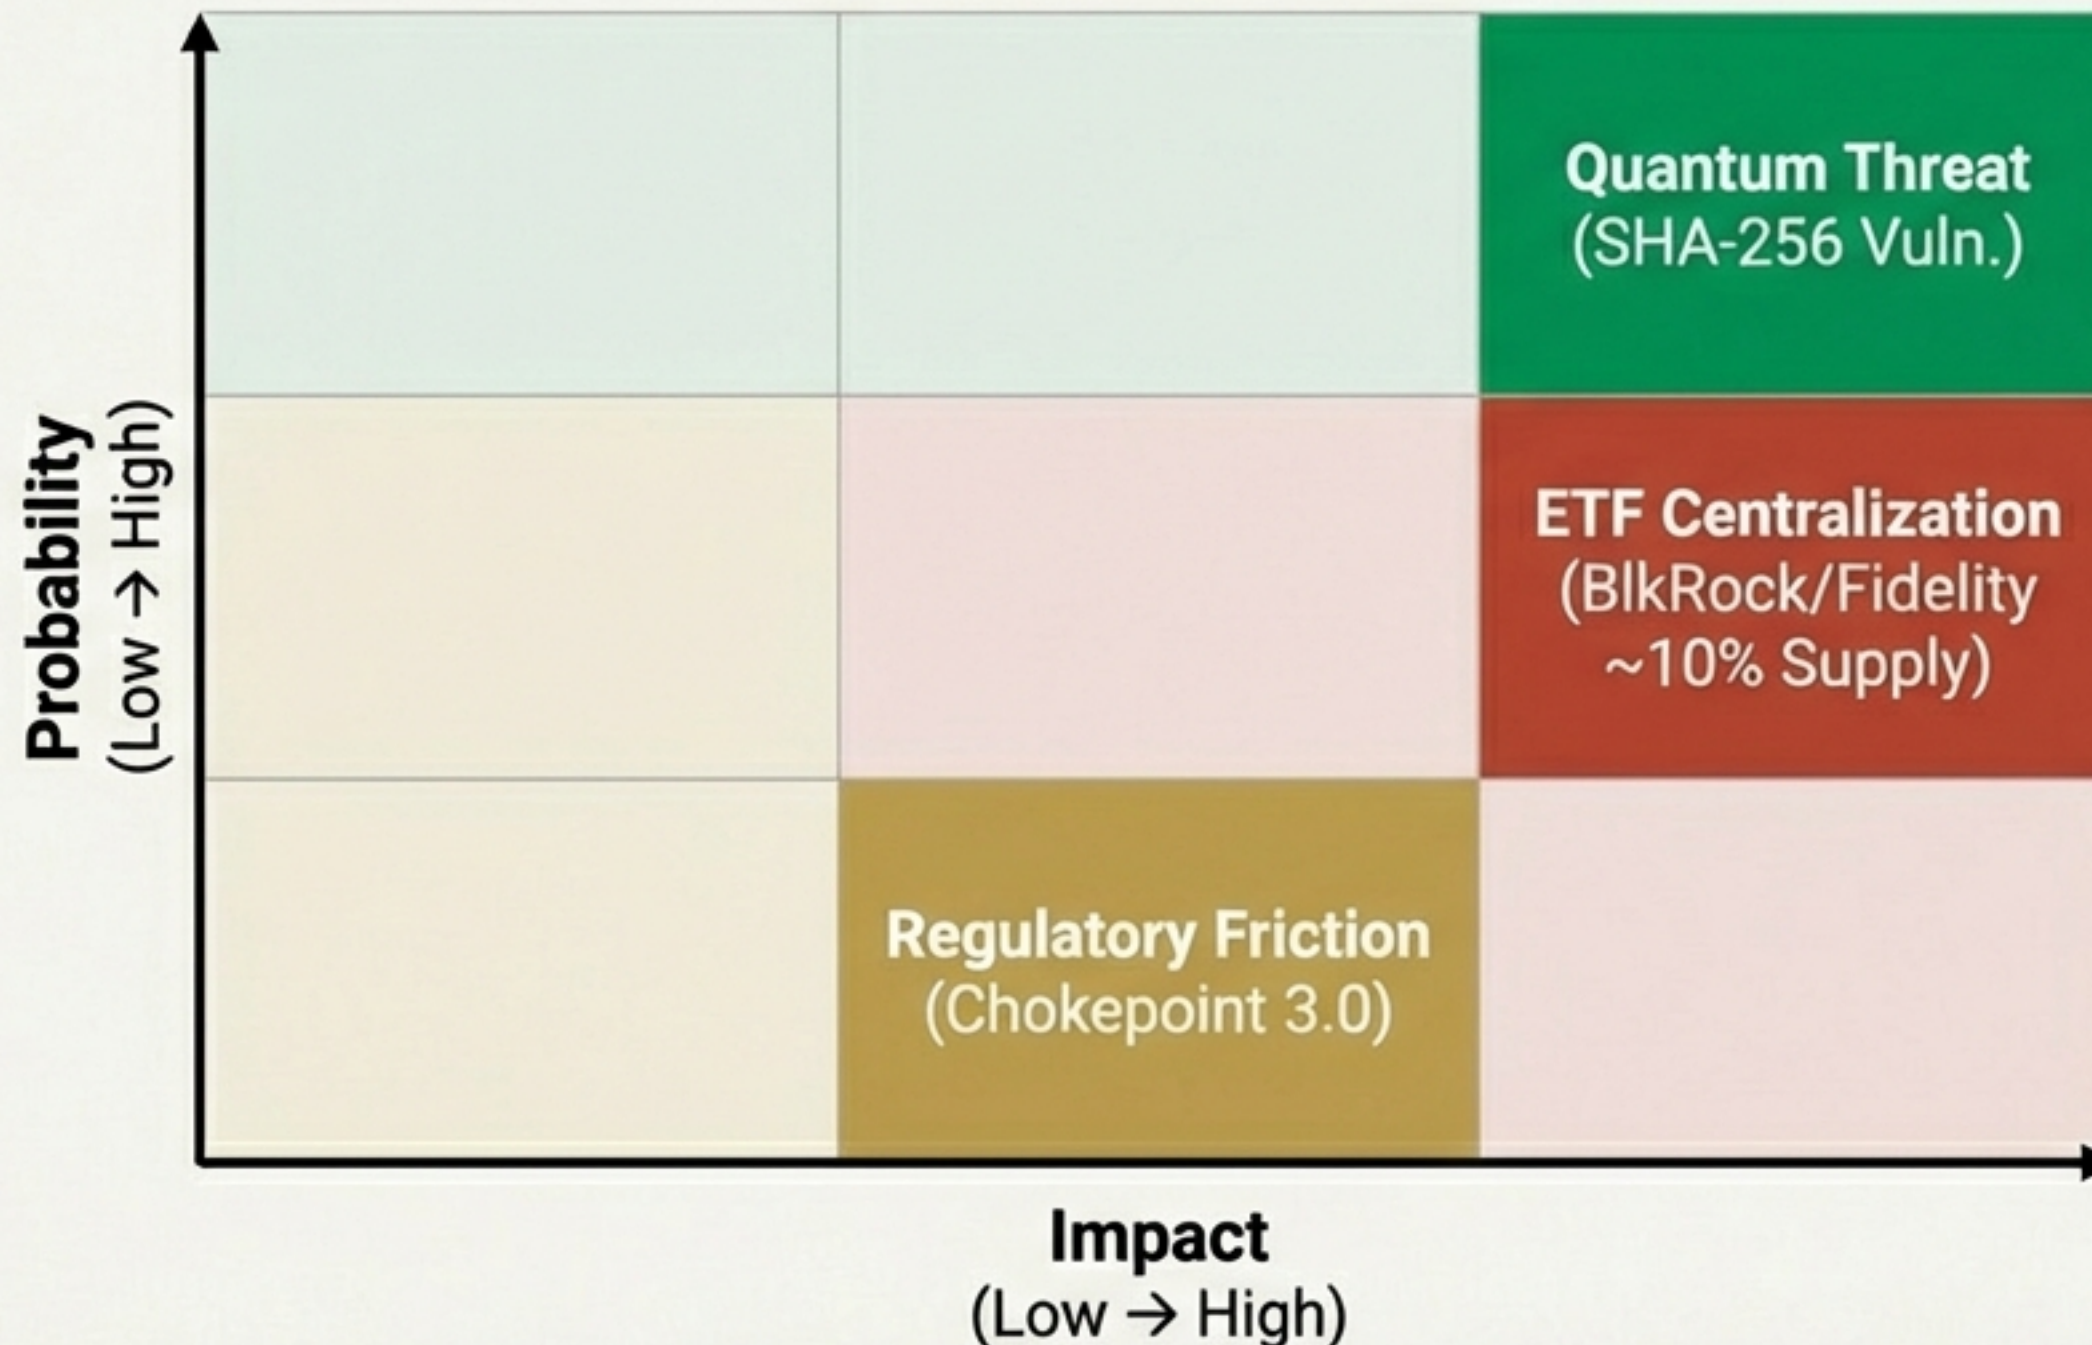 Quantum Threat
(SHA-256 Vuln.)
Probability
(Low → High)
ETF Centralization
(BlkRock/Fidelity
~10% Supply)
Regulatory Friction
(Chokepoint 3.0)
Impact
(Low → High)